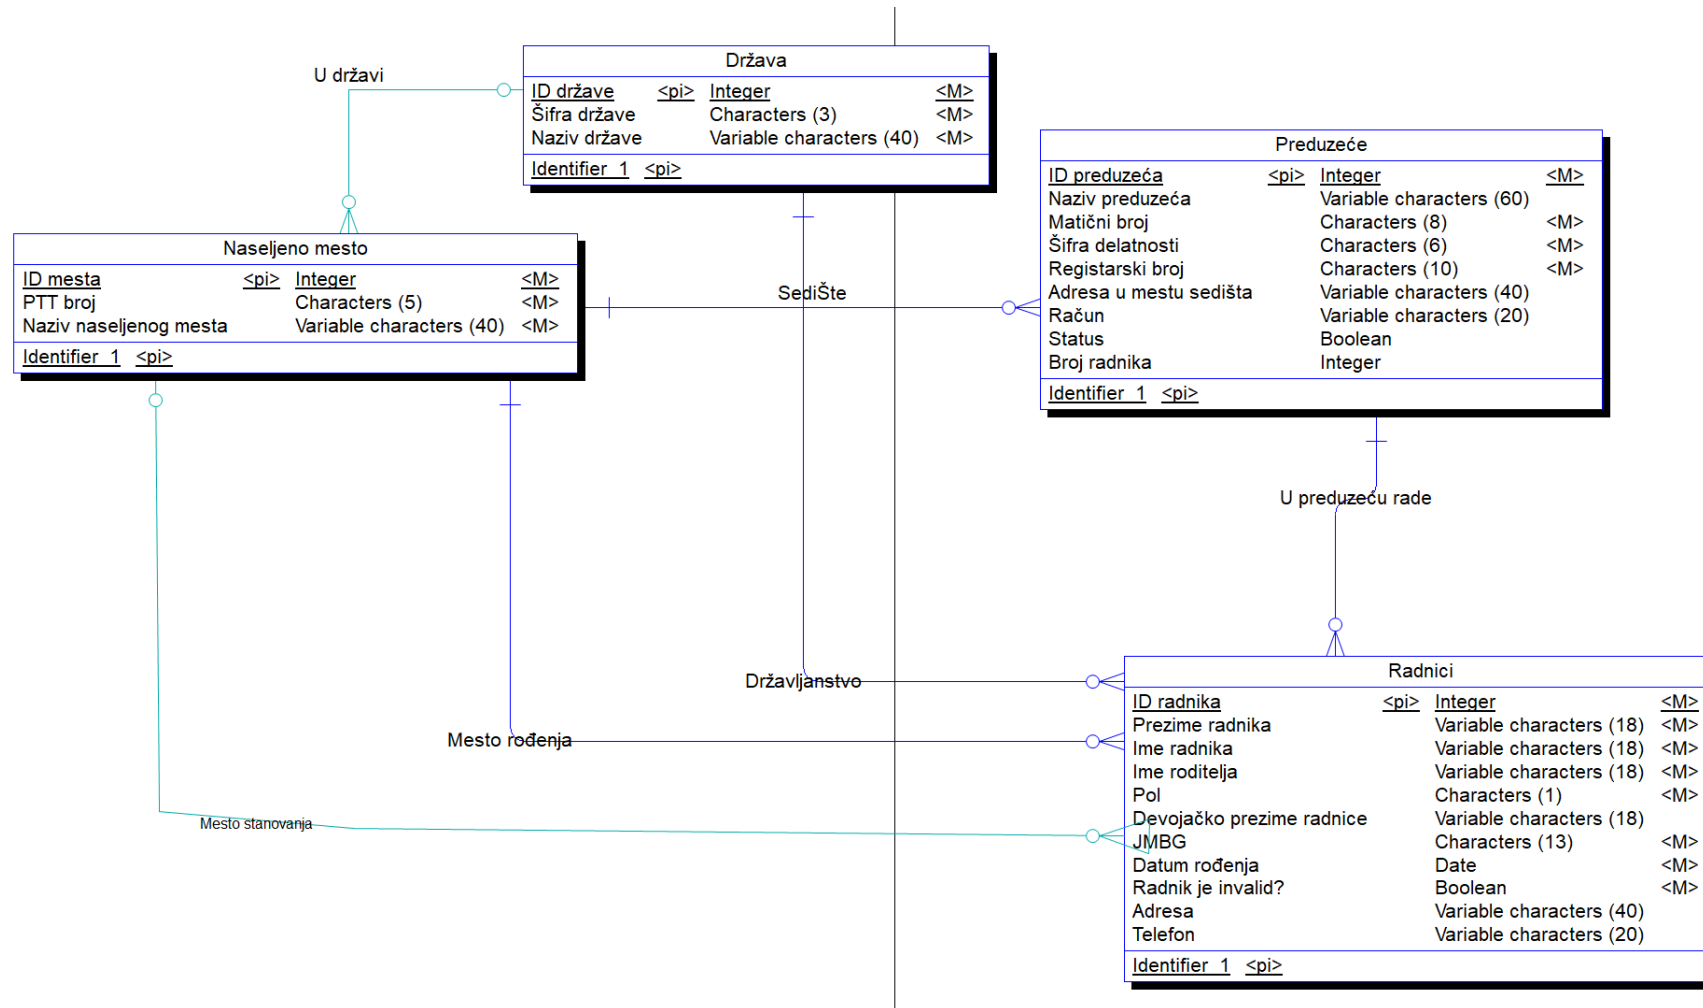 U državi
Država
ID države <pi> Integer <M>
Šifra države Characters (3) <M>
Naziv države Variable characters (40) <M>
Identifier_1 <pi>
Preduzeće
ID preduzeća <pi> Integer <M>
Naziv preduzeća Variable characters (60)
Matični broj Characters (8) <M>
Šifra delatnosti Characters (6) <M>
Registarski broj Characters (10) <M>
Adresa u mestu sedišta Variable characters (40)
Račun Variable characters (20)
Status Boolean
Broj radnika Integer
Identifier_1 <pi>
Naseljeno mesto
ID mesta <pi> Integer <M>
PTT broj Characters (5) <M>
Naziv naseljenog mesta Variable characters (40) <M>
Identifier_1 <pi>
SediŠte
U preduzeću rade
Državljanstvo
Mesto rođenja
Mesto stanovanja
Radnici
ID radnika <pi> Integer <M>
Prezime radnika Variable characters (18) <M>
Ime radnika Variable characters (18) <M>
Ime roditelja Variable characters (18) <M>
Pol Characters (1) <M>
Devojačko prezime radnice Variable characters (18)
JMBG Characters (13) <M>
Datum rođenja Date <M>
Radnik je invalid? Boolean <M>
Adresa Variable characters (40)
Telefon Variable characters (20)
Identifier_1 <pi>